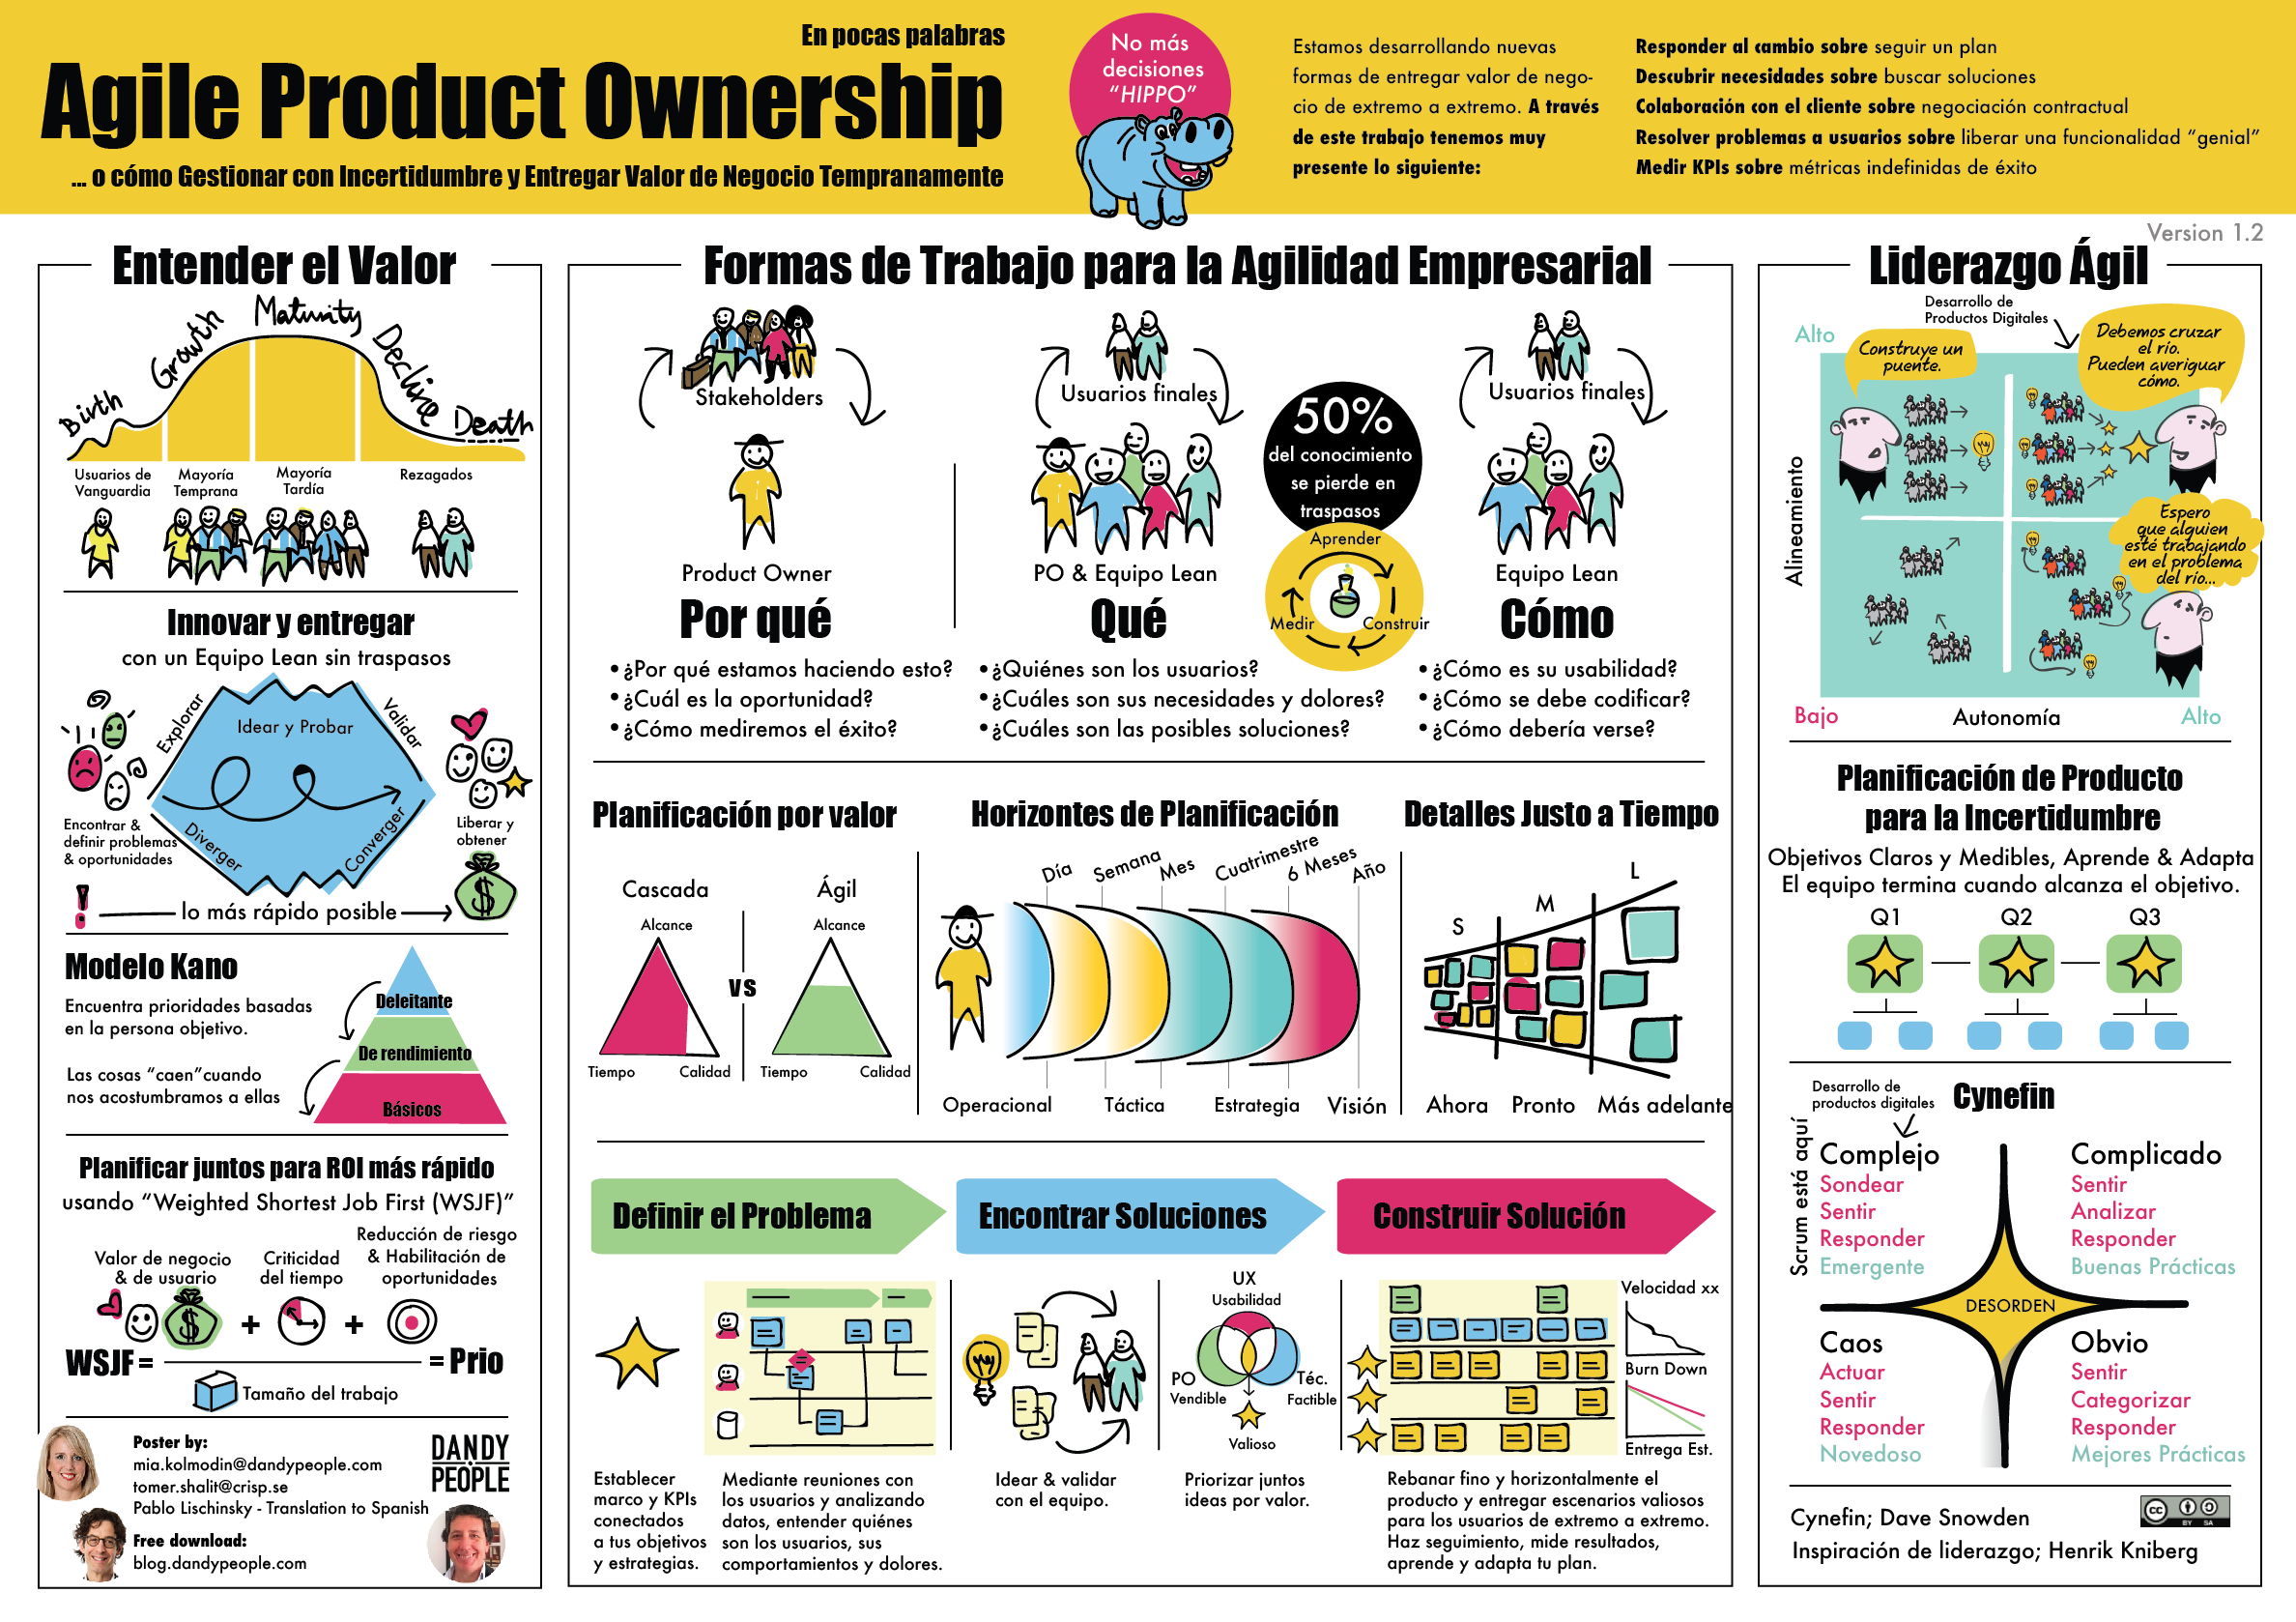 En pocas palabras
Agile Product Ownership
... o cómo Gestionar con Incertidumbre y Entregar Valor de Negocio Tempranamente
No más
decisiones
“HIPPO”
Estamos desarrollando nuevas
formas de entregar valor de nego-
cio de extremo a extremo. A través
de este trabajo tenemos muy
presente lo siguiente:
Responder al cambio sobre seguir un plan
Descubrir necesidades sobre buscar soluciones
Colaboración con el cliente sobre negociación contractual
Resolver problemas a usuarios sobre liberar una funcionalidad “genial”
Medir KPIs sobre métricas indefinidas de éxito
Version 1.2
Entender el Valor
Birth
Growth
Maturity
Decline
Death
Usuarios de
Vanguardia
Mayoría
Temprana
Mayoría
Tardía
Rezagados
Innovar y entregar
con un Equipo Lean sin traspasos
Explorar
Idear y Probar
Validar
Diverger
Converger
Encontrar &
definir problemas
& oportunidades
Liberar y
obtener
$
! lo más rápido posible
Modelo Kano
Encuentra prioridades basadas
en la persona objetivo.
Las cosas “caen”cuando
nos acostumbramos a ellas
Deleitante
De rendimiento
Básicos
Planificar juntos para ROI más rápido
usando “Weighted Shortest Job First (WSJF)”
Valor de negocio
& de usuario
Criticidad
del tiempo
Reducción de riesgo
& Habilitación de
oportunidades
$ + +
WSJF = = Prio
Tamaño del trabajo
Poster by:
mia.kolmodin@dandypeople.com
tomer.shalit@crisp.se
Pablo Lischinsky - Translation to Spanish
Free download:
blog.dandypeople.com
DANDY
PEOPLE
Formas de Trabajo para la Agilidad Empresarial
Stakeholders
Product Owner
Por qué
•¿Por qué estamos haciendo esto?
•¿Cuál es la oportunidad?
•¿Cómo mediremos el éxito?
Usuarios finales
PO & Equipo Lean
Qué
•¿Quiénes son los usuarios?
•¿Cuáles son sus necesidades y dolores?
•¿Cuáles son las posibles soluciones?
50%
del conocimiento
se pierde en
traspasos
Aprender
Medir
Construir
Usuarios finales
Equipo Lean
Cómo
•¿Cómo es su usabilidad?
•¿Cómo se debe codificar?
•¿Cómo debería verse?
Planificación por valor
Cascada
Alcance
Tiempo
Calidad
VS
Ágil
Alcance
Tiempo
Calidad
Horizontes de Planificación
Día
Semana
Mes
Cuatrimestre
6 Meses
Año
Operacional
Táctica
Estrategia
Visión
Detalles Justo a Tiempo
S
M
L
Ahora
Pronto
Más adelante
Definir el Problema
Encontrar Soluciones
Construir Solución
Establecer
marco y KPIs
conectados
a tus objetivos
y estrategias.
Mediante reuniones con
los usuarios y analizando
datos, entender quiénes
son los usuarios, sus
comportamientos y dolores.
Idear & validar
con el equipo.
UX
Usabilidad
PO
Vendible
Téc.
Factible
Valioso
Priorizar juntos
ideas por valor.
Velocidad xx
Burn Down
Entrega Est.
Rebanar fino y horizontalmente el
producto y entregar escenarios valiosos
para los usuarios de extremo a extremo.
Haz seguimiento, mide resultados,
aprende y adapta tu plan.
Liderazgo Ágil
Desarrollo de
Productos Digitales
Alto
Construye un
puente.
Debemos cruzar
el río.
Pueden averiguar
cómo.
Espero
que alguien
esté trabajando
en el problema
del río...
Alineamiento
Bajo
Autonomía
Alto
Planificación de Producto
para la Incertidumbre
Objetivos Claros y Medibles, Aprende & Adapta
El equipo termina cuando alcanza el objetivo.
Q1
Q2
Q3
Desarrollo de
productos digitales
Cynefin
Scrum está aquí
Complejo
Sondear
Sentir
Responder
Emergente
Complicado
Sentir
Analizar
Responder
Buenas Prácticas
DESORDEN
Caos
Actuar
Sentir
Responder
Novedoso
Obvio
Sentir
Categorizar
Responder
Mejores Prácticas
Cynefin; Dave Snowden
cc
BY SA
Inspiración de liderazgo; Henrik Kniberg